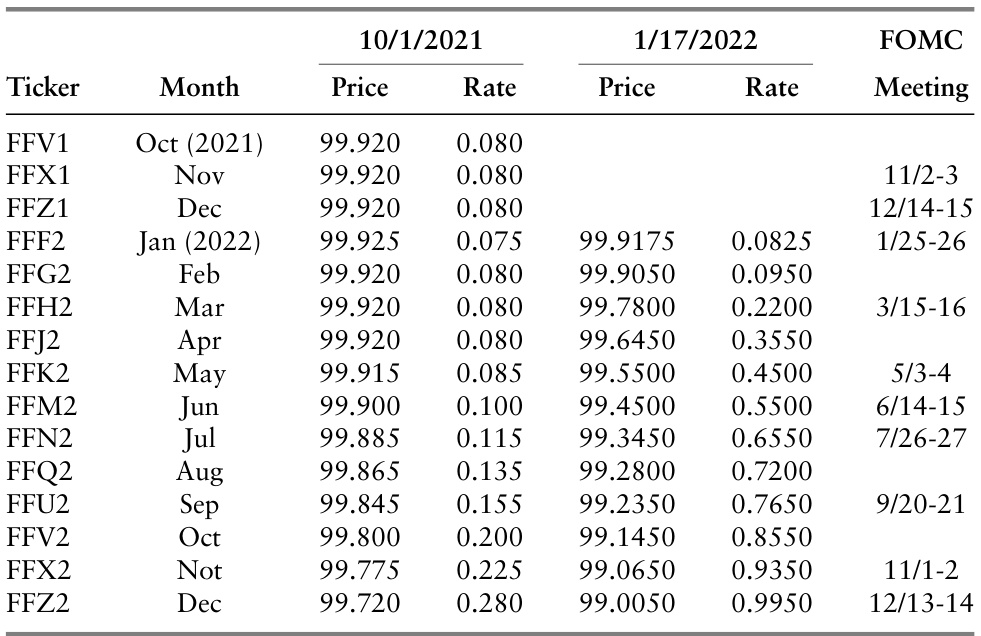 10/1/2021 1/17/2022 FOMC
Ticker Month Price Rate Price Rate Meeting
FFV1 Oct (2021) 99.920 0.080
FFX1 Nov 99.920 0.080 11/2-3
FFZ1 Dec 99.920 0.080 12/14-15
FFF2 Jan (2022) 99.925 0.075 99.9175 0.0825 1/25-26
FFG2 Feb 99.920 0.080 99.9050 0.0950
FFH2 Mar 99.920 0.080 99.7800 0.2200 3/15-16
FFJ2 Apr 99.920 0.080 99.6450 0.3550
FFK2 May 99.915 0.085 99.5500 0.4500 5/3-4
FFM2 Jun 99.900 0.100 99.4500 0.5500 6/14-15
FFN2 Jul 99.885 0.115 99.3450 0.6550 7/26-27
FFQ2 Aug 99.865 0.135 99.2800 0.7200
FFU2 Sep 99.845 0.155 99.2350 0.7650 9/20-21
FFV2 Oct 99.800 0.200 99.1450 0.8550
FFX2 Not 99.775 0.225 99.0650 0.9350 11/1-2
FFZ2 Dec 99.720 0.280 99.0050 0.9950 12/13-14